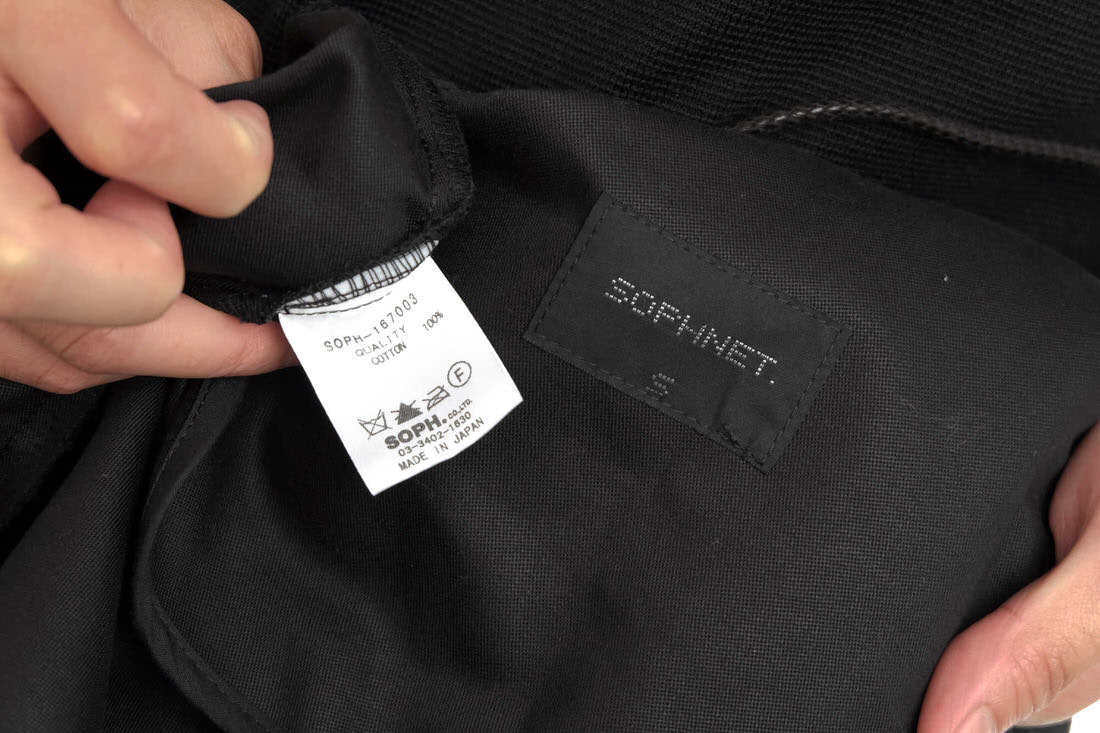 SOPH-167003
QUALITY
COTTON 100%
F
SOPH.CO.,LTD.
03-3402-1630
MADE IN JAPAN
SOPHNET.
S